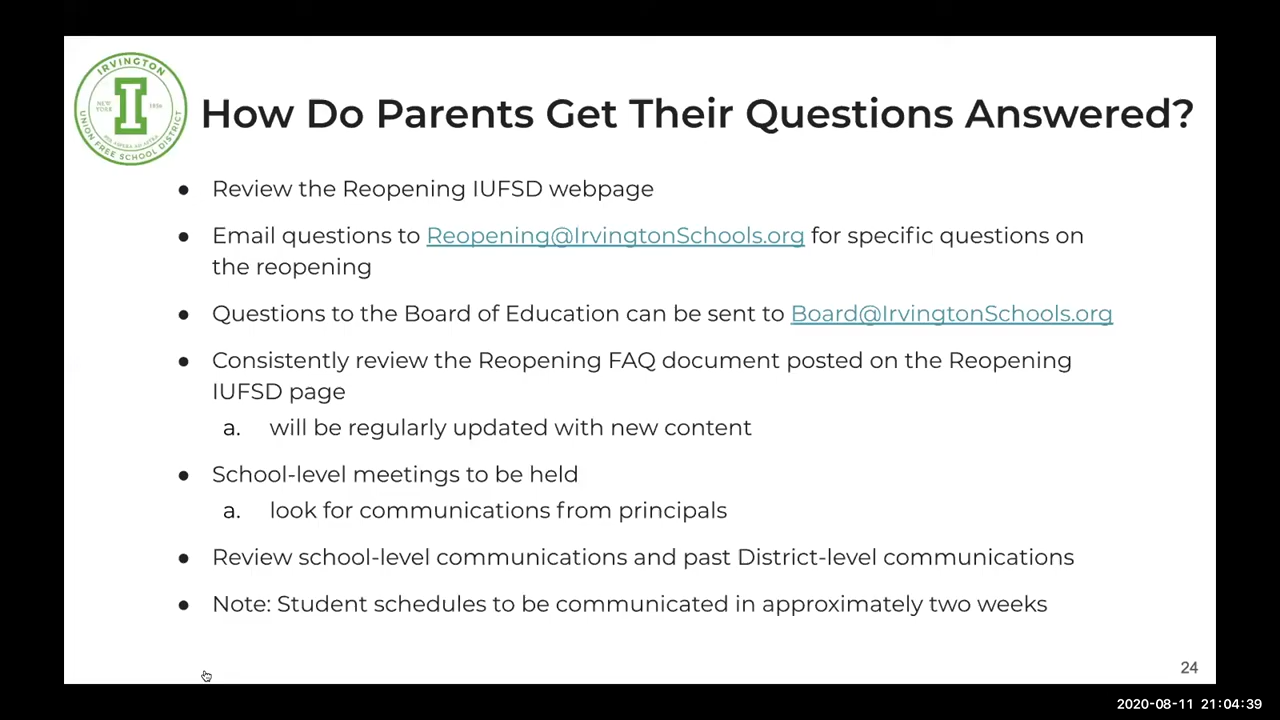 IRVINGTON
NEW YORK
1956
UNION FREE SCHOOL DISTRICT
How Do Parents Get Their Questions Answered?
● Review the Reopening IUFSD webpage
● Email questions to Reopening@IrvingtonSchools.org for specific questions on
the reopening
● Questions to the Board of Education can be sent to Board@IrvingtonSchools.org
● Consistently review the Reopening FAQ document posted on the Reopening
IUFSD page
a. will be regularly updated with new content
● School-level meetings to be held
a. look for communications from principals
● Review school-level communications and past District-level communications
● Note: Student schedules to be communicated in approximately two weeks
24
2020-08-11 21:04:39